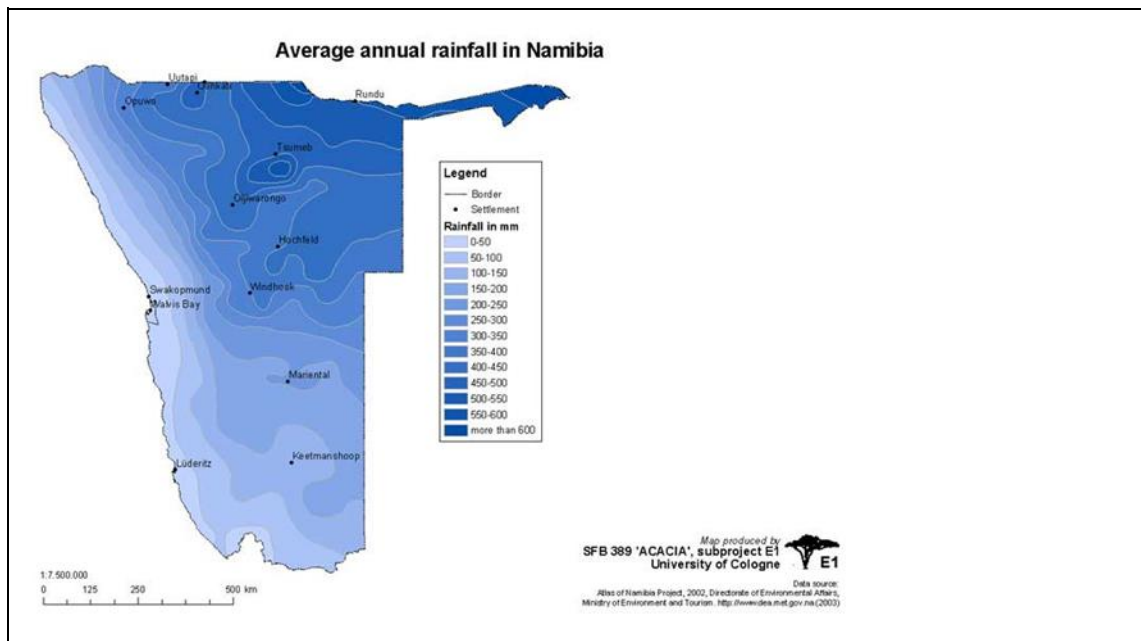 Average annual rainfall in Namibia
Uutapi
Oshkati
Opuwo
Rundu
Tsumeb
Otjiwarongo
Hochfeld
Windhoek
Swakopmund
Walvis Bay
Mariental
Lüderitz
Keetmanshoop
Legend
Border
Settlement
Rainfall in mm
0-50
50-100
100-150
150-200
200-250
250-300
300-350
350-400
400-450
450-500
500-550
550-600
more than 600
1:7.500.000
0 125 250 500 km
Map produced by
SFB 389 'ACACIA', subproject E1
University of Cologne
E1
Data source:
Atlas of Namibia Project, 2002, Directorate of Environmental Affairs,
Ministry of Environment and Tourism. http://www.dea.met.gov.na (2003)